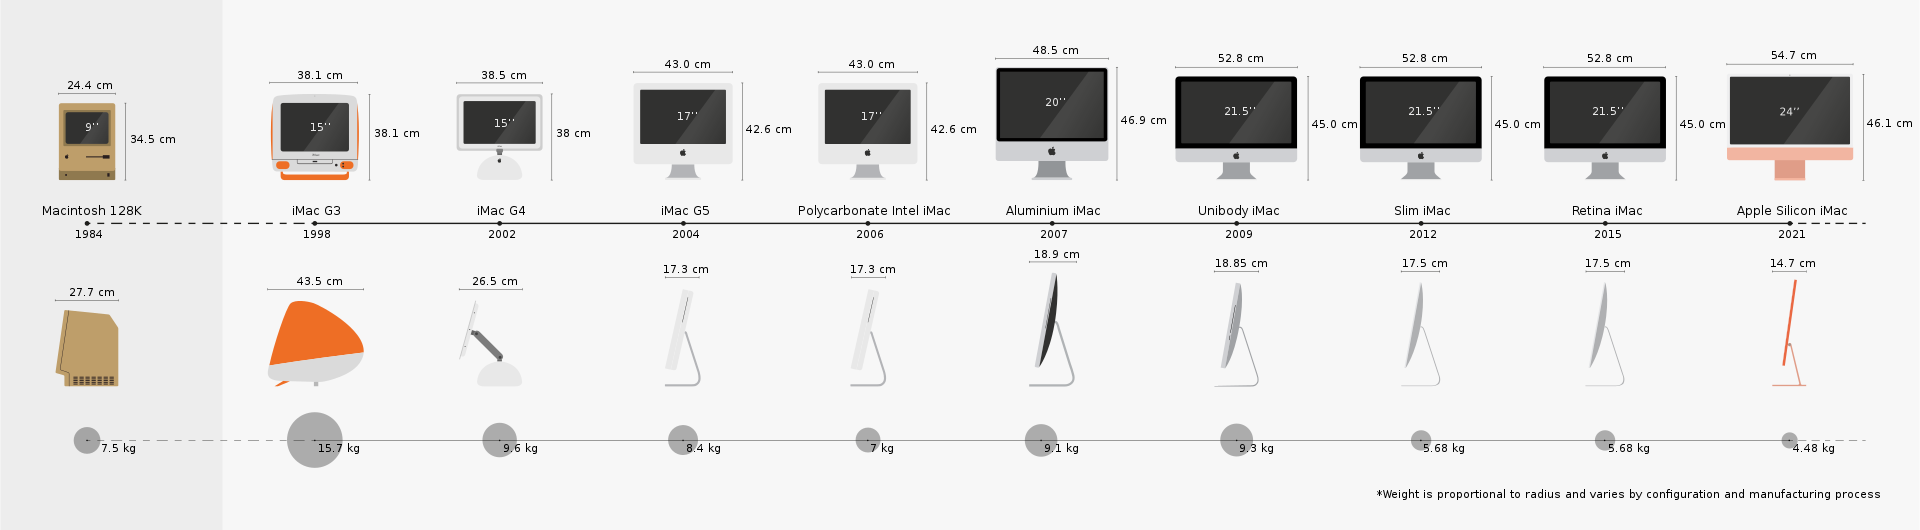 24.4 cm
38.1 cm
38.5 cm
43.0 cm
43.0 cm
48.5 cm
52.8 cm
52.8 cm
52.8 cm
54.7 cm
9''
34.5 cm
15''
38.1 cm
15''
38 cm
17''
42.6 cm
17''
42.6 cm
20''
46.9 cm
21.5''
45.0 cm
21.5''
45.0 cm
21.5''
45.0 cm
24''
46.1 cm
Macintosh 128K
iMac G3
iMac G4
iMac G5
Polycarbonate Intel iMac
Aluminium iMac
Unibody iMac
Slim iMac
Retina iMac
Apple Silicon iMac
1984
1998
2002
2004
2006
2007
2009
2012
2015
2021
27.7 cm
43.5 cm
26.5 cm
17.3 cm
17.3 cm
18.9 cm
18.85 cm
17.5 cm
17.5 cm
14.7 cm
7.5 kg
15.7 kg
9.6 kg
8.4 kg
7 kg
9.1 kg
9.3 kg
5.68 kg
5.68 kg
4.48 kg
*Weight is proportional to radius and varies by configuration and manufacturing process